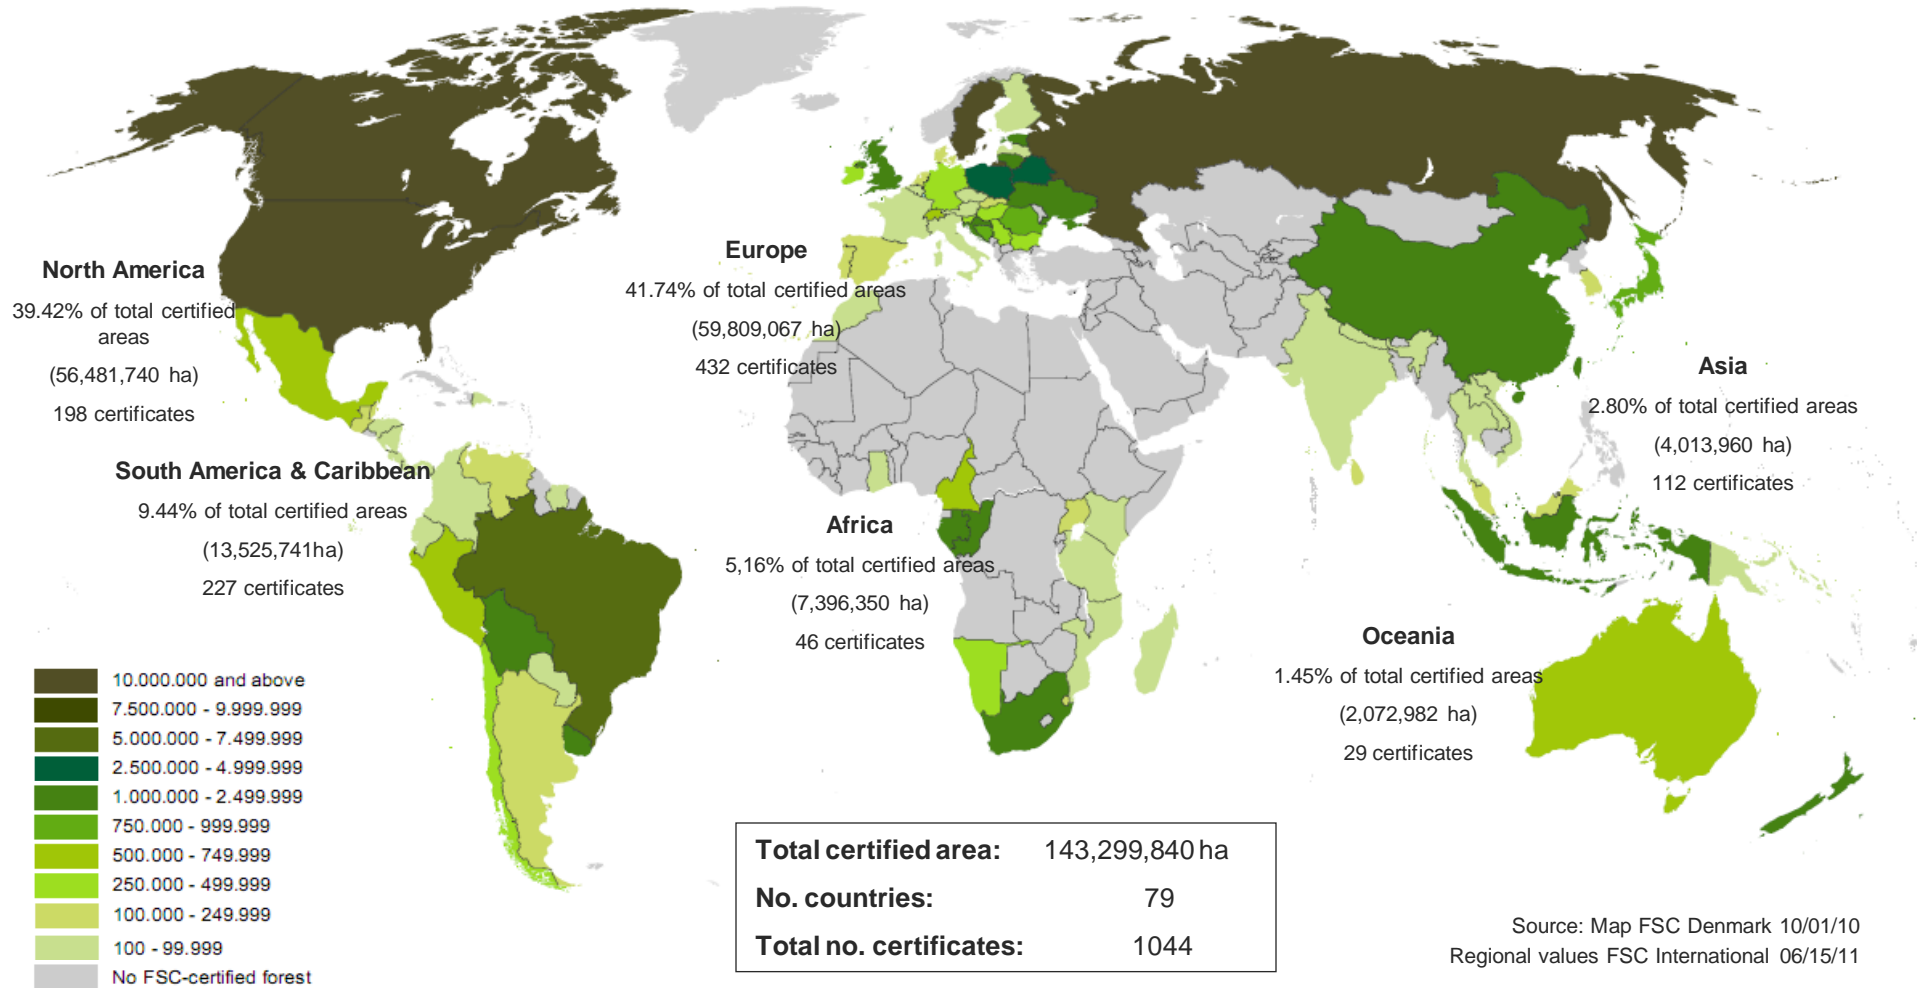 North America
39.42% of total certified
areas
(56,481,740 ha)
198 certificates
Europe
41.74% of total certified areas
(59,809,067 ha)
432 certificates
Asia
2.80% of total certified areas
(4,013,960 ha)
112 certificates
South America & Caribbean
9.44% of total certified areas
(13,525,741ha)
227 certificates
Africa
5,16% of total certified areas
(7,396,350 ha)
46 certificates
Oceania
1.45% of total certified areas
(2,072,982 ha)
29 certificates
10.000.000 and above
7.500.000 - 9.999.999
5.000.000 - 7.499.999
2.500.000 - 4.999.999
1.000.000 - 2.499.999
750.000 - 999.999
500.000 - 749.999
250.000 - 499.999
100.000 - 249.999
100 - 99.999
No FSC-certified forest
Total certified area: 143,299,840 ha
No. countries: 79
Total no. certificates: 1044
Source: Map FSC Denmark 10/01/10
Regional values FSC International 06/15/11